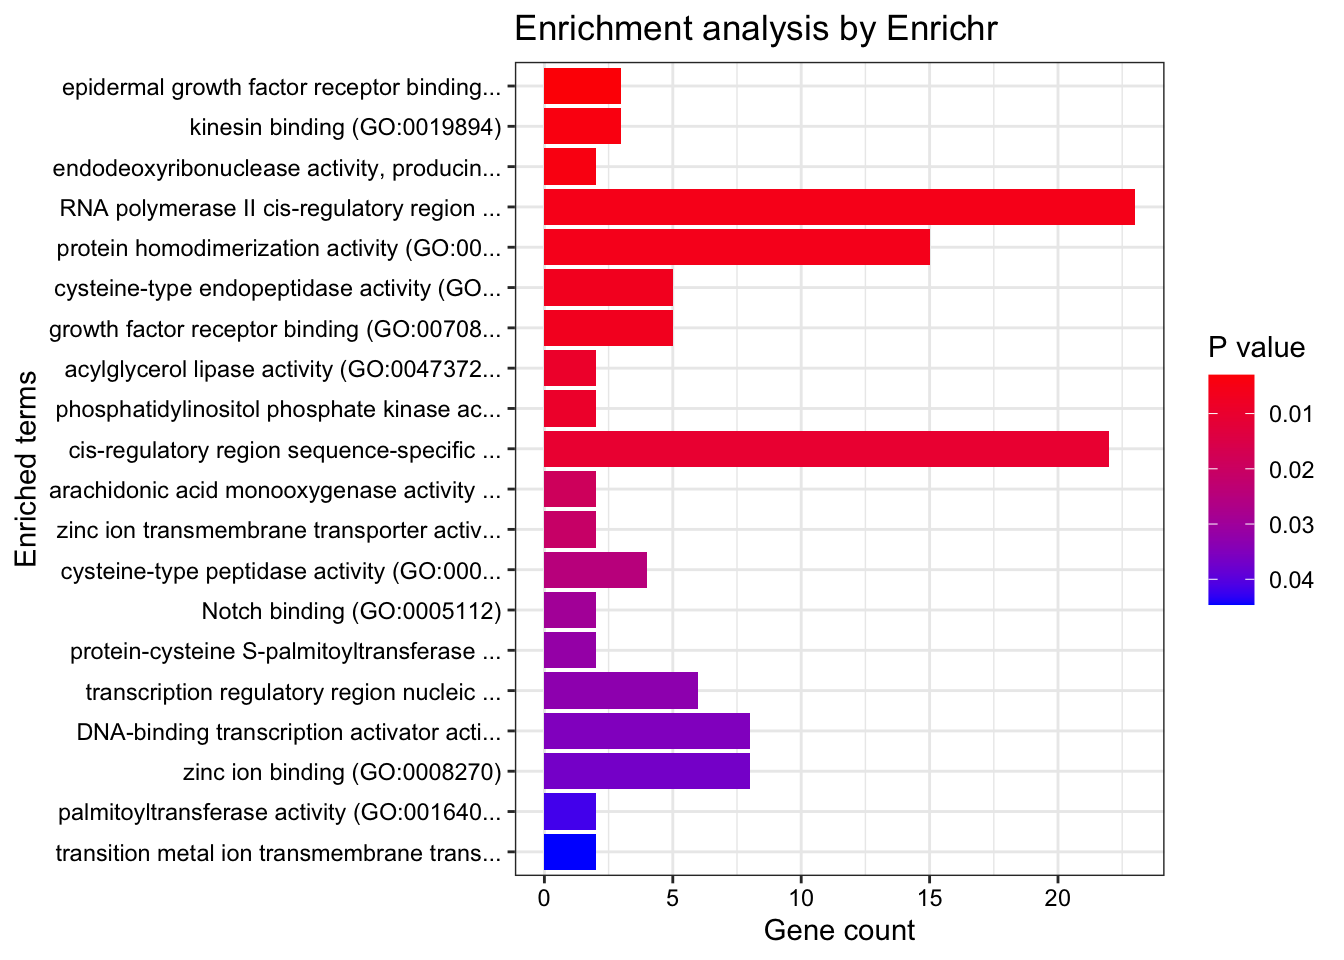 Enrichment analysis by Enrichr
epidermal growth factor receptor binding...
kinesin binding (GO:0019894)
endodeoxyribonuclease activity, producin...
RNA polymerase II cis-regulatory region ...
protein homodimerization activity (GO:00...
cysteine-type endopeptidase activity (GO...
growth factor receptor binding (GO:00708...
acylglycerol lipase activity (GO:0047372...
phosphatidylinositol phosphate kinase ac...
cis-regulatory region sequence-specific ...
arachidonic acid monooxygenase activity ...
zinc ion transmembrane transporter activ...
cysteine-type peptidase activity (GO:000...
Notch binding (GO:0005112)
protein-cysteine S-palmitoyltransferase ...
transcription regulatory region nucleic ...
DNA-binding transcription activator acti...
zinc ion binding (GO:0008270)
palmitoyltransferase activity (GO:001640...
transition metal ion transmembrane trans...
Enriched terms
0 5 10 15 20
Gene count
P value
0.01
0.02
0.03
0.04